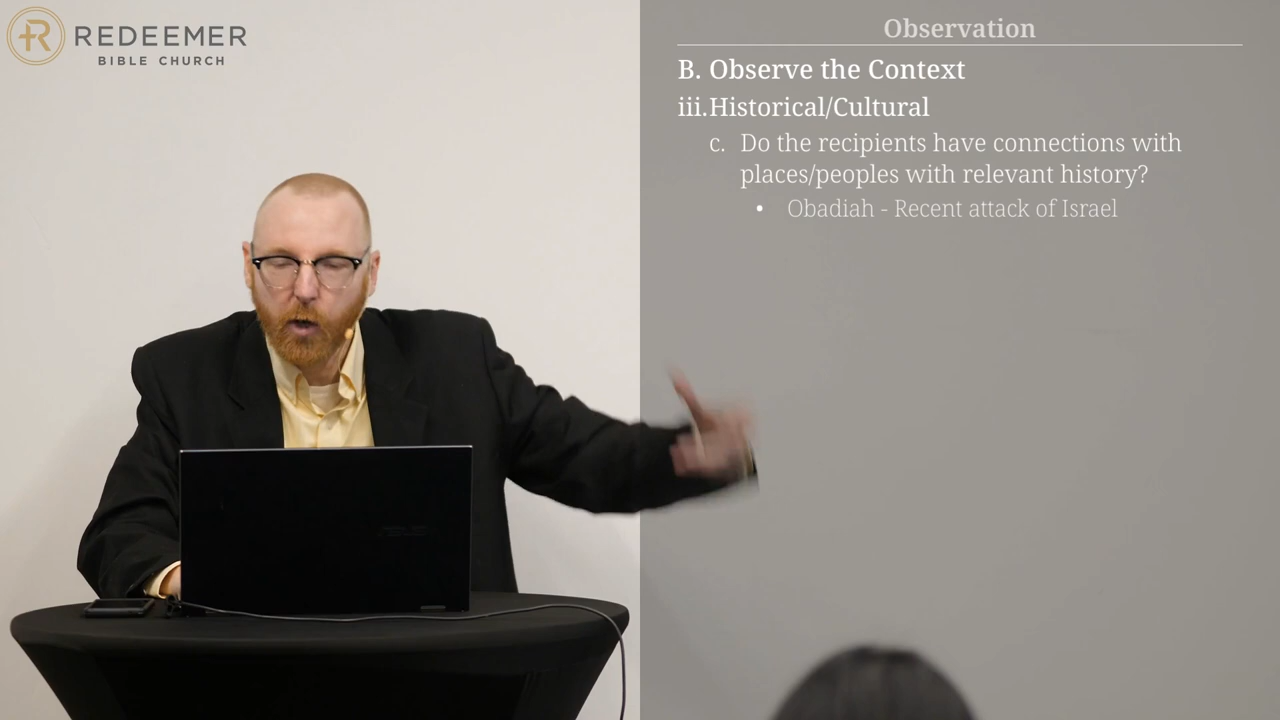 REDEEMER
BIBLE CHURCH
Observation
B. Observe the Context
iii. Historical/Cultural
c. Do the recipients have connections with
places/peoples with relevant history?
• Obadiah - Recent attack of Israel